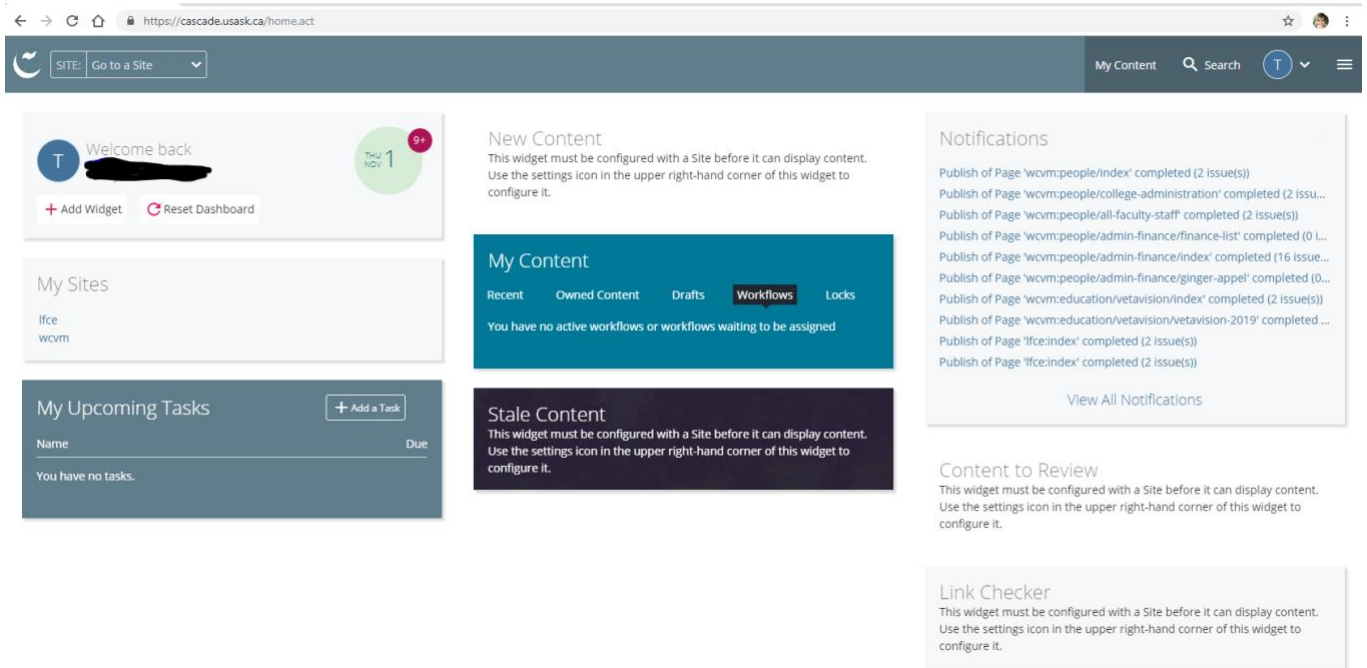 https://cascade.usask.ca/home.act
SITE: Go to a Site
My Content
Search
T
T
Welcome back
THU
NOV
1
9+
+ Add Widget
Reset Dashboard
My Sites
lfce
wcvm
My Upcoming Tasks
+ Add a Task
Name
Due
You have no tasks.
New Content
This widget must be configured with a Site before it can display content.
Use the settings icon in the upper right-hand corner of this widget to
configure it.
My Content
Recent
Owned Content
Drafts
Workflows
Locks
You have no active workflows or workflows waiting to be assigned
Stale Content
This widget must be configured with a Site before it can display content.
Use the settings icon in the upper right-hand corner of this widget to
configure it.
Notifications
Publish of Page 'wcvm:people/index' completed (2 issue(s))
Publish of Page 'wcvm:people/college-administration' completed (2 issu...
Publish of Page 'wcvm:people/all-faculty-staff' completed (2 issue(s))
Publish of Page 'wcvm:people/admin-finance/finance-list' completed (0 i...
Publish of Page 'wcvm:people/admin-finance/index' completed (16 issue...
Publish of Page 'wcvm:people/admin-finance/ginger-appel' completed (0...
Publish of Page 'wcvm:education/vetavision/index' completed (2 issue(s))
Publish of Page 'wcvm:education/vetavision/vetavision-2019' completed ...
Publish of Page 'lfce:index' completed (2 issue(s))
Publish of Page 'lfce:index' completed (2 issue(s))
View All Notifications
Content to Review
This widget must be configured with a Site before it can display content.
Use the settings icon in the upper right-hand corner of this widget to
configure it.
Link Checker
This widget must be configured with a Site before it can display content.
Use the settings icon in the upper right-hand corner of this widget to
configure it.